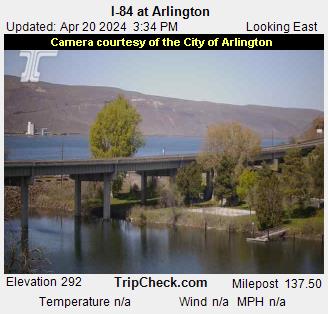 I-84 at Arlington
Updated: Apr 20 2024 3:34 PM Looking East
Camera courtesy of the City of Arlington
Elevation 292 TripCheck.com Milepost 137.50
Temperature n/a Wind n/a MPH n/a